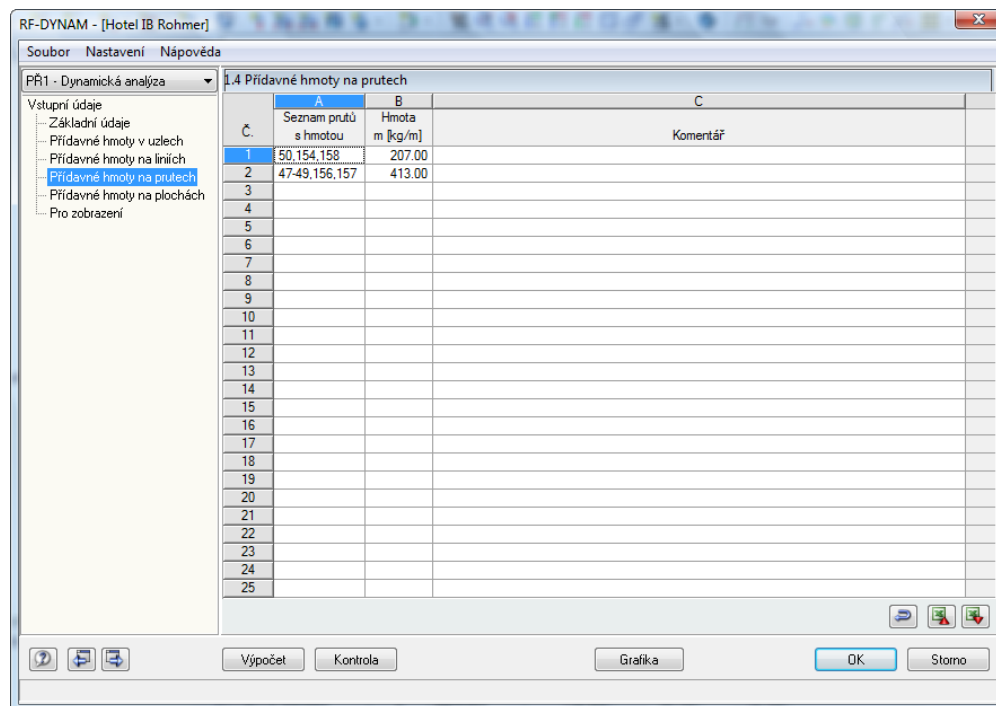 RF-DYNAM - [Hotel IB Rohmer]
Soubor Nastavení Nápověda
PŘ1 - Dynamická analýza
Vstupní údaje
Základní údaje
Přídavné hmoty v uzlech
Přídavné hmoty na liniích
Přídavné hmoty na prutech
Přídavné hmoty na plochách
Pro zobrazení
1.4 Přídavné hmoty na prutech
A B C
Č. Seznam prutů s hmotou Hmota m [kg/m] Komentář
1 50,154,158 207.00
2 47-49,156,157 413.00
3
4
5
6
7
8
9
10
11
12
13
14
15
16
17
18
19
20
21
22
23
24
25
Výpočet Kontrola Grafika OK Storno